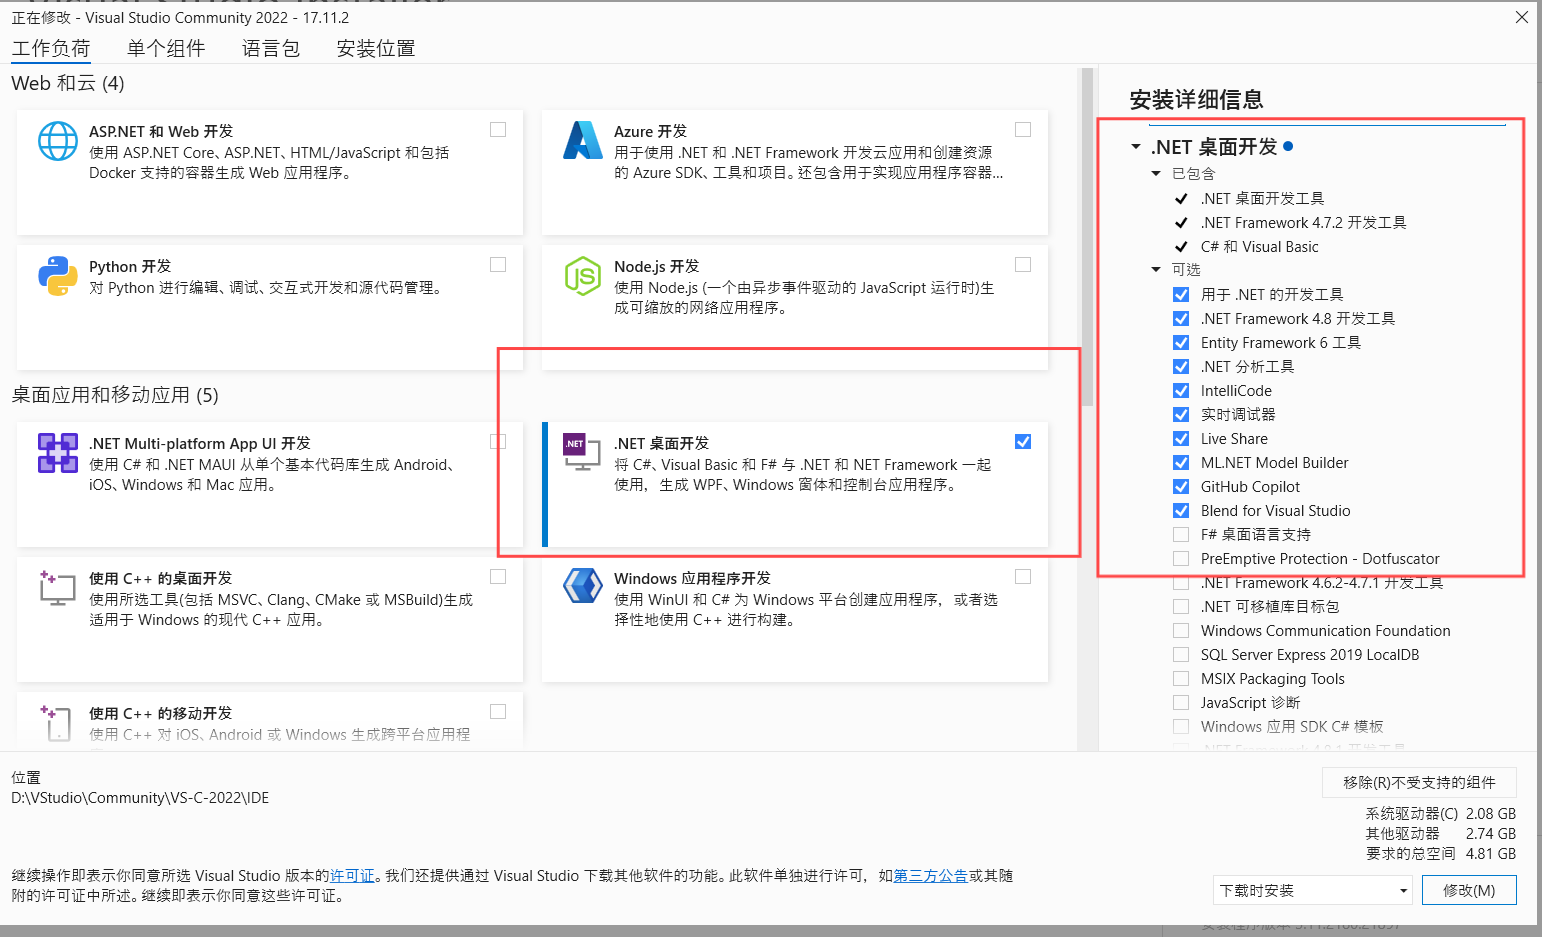 正在修改 - Visual Studio Community 2022 - 17.11.2
工作负荷 单个组件 语言包 安装位置
Web 和云 (4)
ASP.NET 和 Web 开发
使用 ASP.NET Core、ASP.NET、HTML/JavaScript 和包括
Docker 支持的容器生成 Web 应用程序。
Azure 开发
用于使用 .NET 和 .NET Framework 开发云应用和创建资源
的 Azure SDK、工具和项目。还包含用于实现应用程序容器...
Python 开发
对 Python 进行编辑、调试、交互式开发和源代码管理。
JS
Node.js 开发
使用 Node.js (一个由异步事件驱动的 JavaScript 运行时)生
成可缩放的网络应用程序。
桌面应用和移动应用 (5)
.NET Multi-platform App UI 开发
使用 C# 和 .NET MAUI 从单个基本代码库生成 Android、
iOS、Windows 和 Mac 应用。
.NET
.NET 桌面开发
将 C#、Visual Basic 和 F# 与 .NET 和 NET Framework 一起
使用，生成 WPF、Windows 窗体和控制台应用程序。
使用 C++ 的桌面开发
使用所选工具(包括 MSVC、Clang、CMake 或 MSBuild)生成
适用于 Windows 的现代 C++ 应用。
Windows 应用程序开发
使用 WinUI 和 C# 为 Windows 平台创建应用程序，或者选
择性地使用 C++ 进行构建。
使用 C++ 的移动开发
使用 C++ 对 iOS、Android 或 Windows 生成跨平台应用程
安装详细信息
.NET 桌面开发
已包含
.NET 桌面开发工具
.NET Framework 4.7.2 开发工具
C# 和 Visual Basic
可选
用于 .NET 的开发工具
.NET Framework 4.8 开发工具
Entity Framework 6 工具
.NET 分析工具
IntelliCode
实时调试器
Live Share
ML.NET Model Builder
GitHub Copilot
Blend for Visual Studio
F# 桌面语言支持
PreEmptive Protection - Dotfuscator
.NET Framework 4.6.2-4.7.1 开发工具
.NET 可移植库目标包
Windows Communication Foundation
SQL Server Express 2019 LocalDB
MSIX Packaging Tools
JavaScript 诊断
Windows 应用 SDK C# 模板
.NET Framework 4.8.1 开发工具
位置
D:\VStudio\Community\VS-C-2022\IDE
移除(R)不受支持的组件
系统驱动器(C) 2.08 GB
其他驱动器 2.74 GB
要求的总空间 4.81 GB
继续操作即表示你同意所选 Visual Studio 版本的许可证。我们还提供通过 Visual Studio 下载其他软件的功能。此软件单独进行许可，如第三方公告或其随
附的许可证中所述。继续即表示你同意这些许可证。
下载时安装
修改(M)